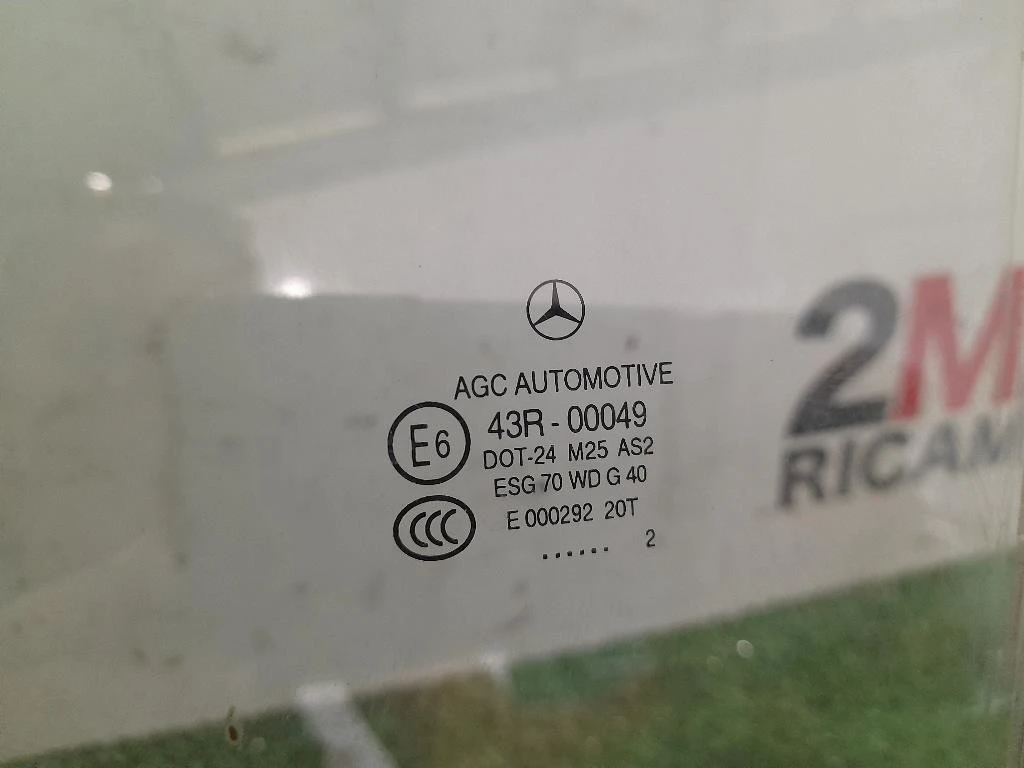 AGC AUTOMOTIVE
E6
43R - 00049
DOT-24 M25 AS2
ESG 70 WD G 40
CCC
E 000292 20T
...... 2
2M
RICAM